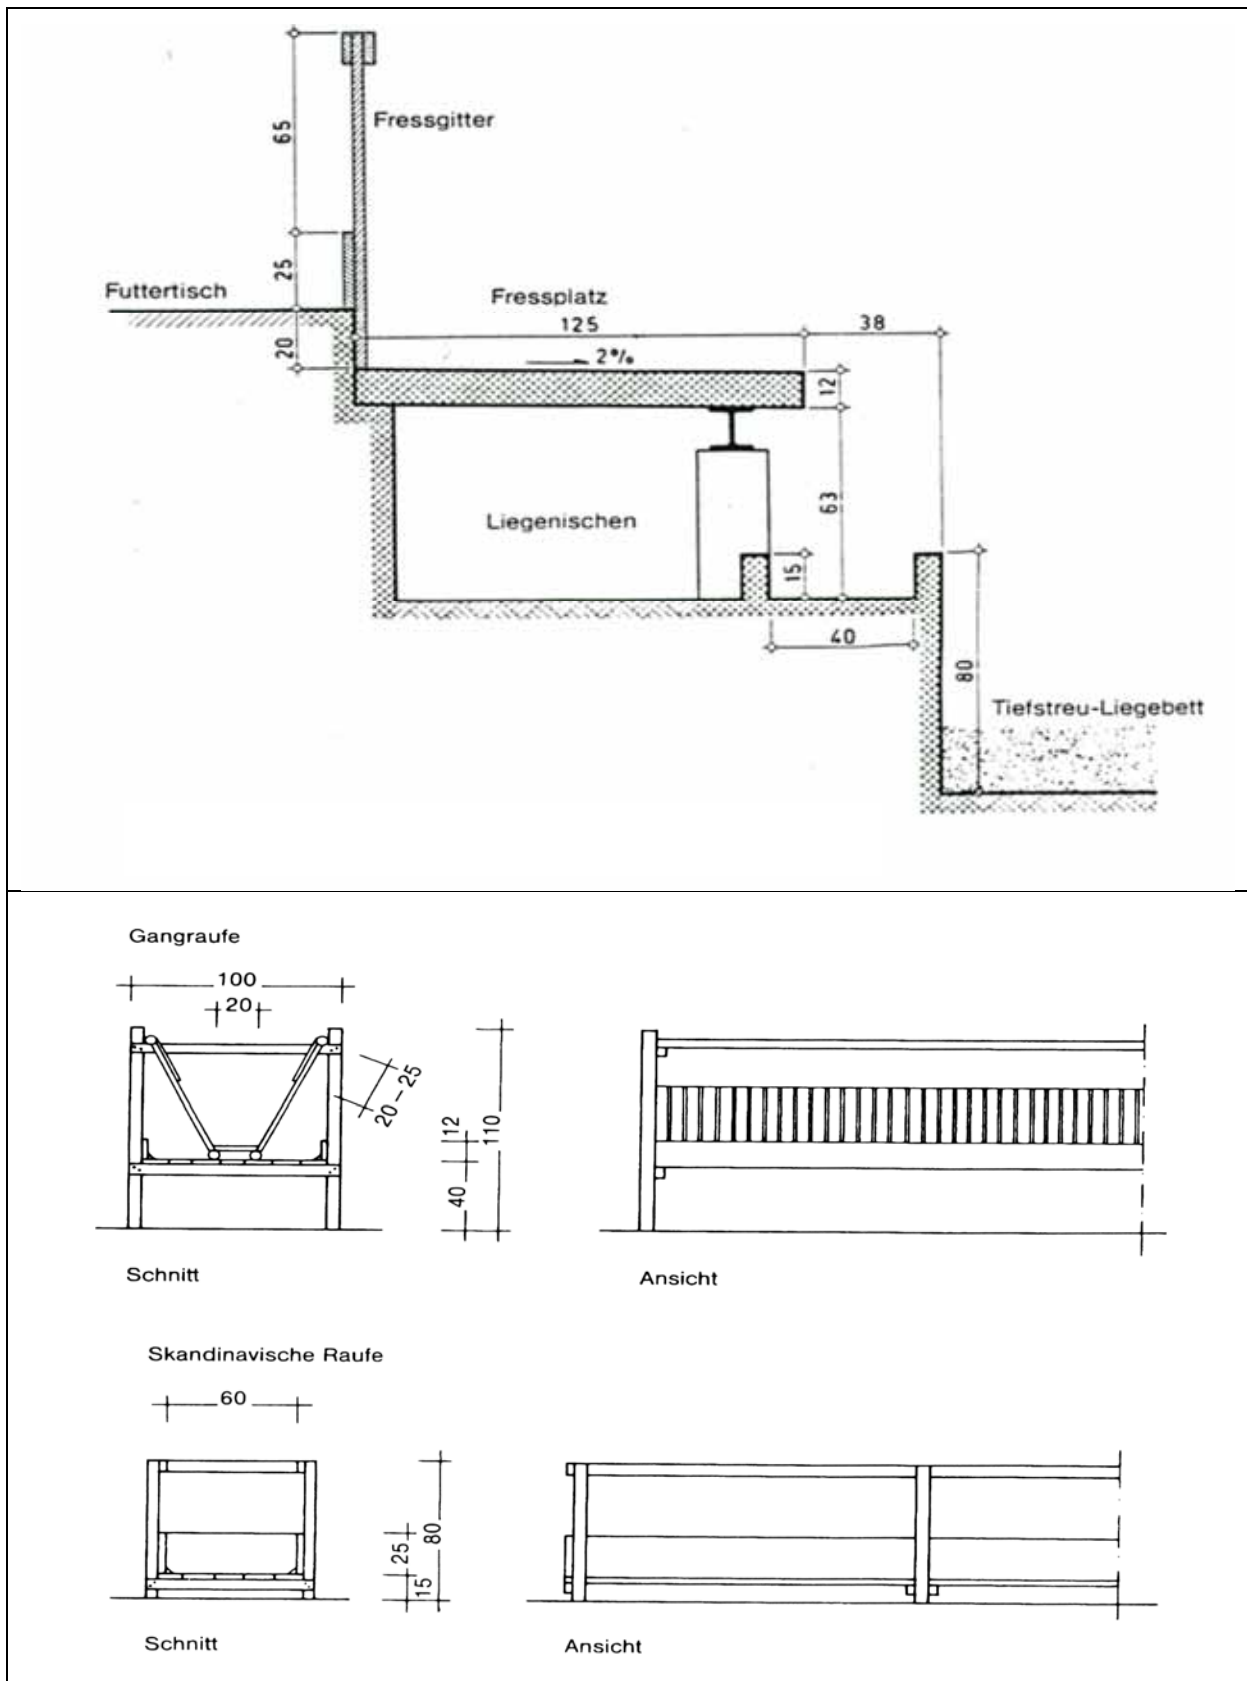 65
Fressgitter
25
Futtertisch
Fressplatz
125
38
20
2%
12
Liegenischen
63
15
40
80
Tiefstreu-Liegebett
Gangraufe
100
20
20-25
12
110
40
Schnitt
Ansicht
Skandinavische Raufe
60
80
25
15
Schnitt
Ansicht